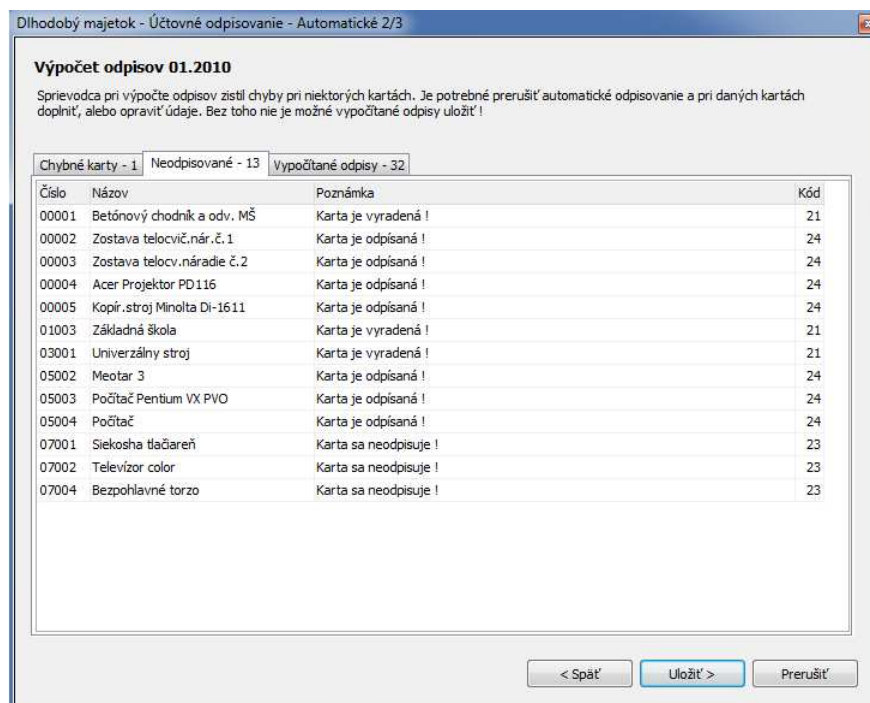 Dlhodobý majetok - Účtovné odpisovanie - Automatické 2/3
Výpočet odpisov 01.2010
Sprievodca pri výpočte odpisov zistil chyby pri niektorých kartách. Je potrebné prerušiť automatické odpisovanie a pri daných kartách
doplniť, alebo opraviť údaje. Bez toho nie je možné vypočítané odpisy uložiť !
Chybné karty - 1 Neodpisované - 13 Vypočítané odpisy - 32
Číslo Názov Poznámka Kód
00001 Betónový chodník a odv. MŠ Karta je vyradená ! 21
00002 Zostava telocvič.nár.č.1 Karta je odpísaná ! 24
00003 Zostava telocv.náradie č.2 Karta je odpísaná ! 24
00004 Acer Projektor PD116 Karta je odpísaná ! 24
00005 Kopír.stroj Minolta Di-1611 Karta je odpísaná ! 24
01003 Základná škola Karta je vyradená ! 21
03001 Univerzálny stroj Karta je vyradená ! 21
05002 Meotar 3 Karta je odpísaná ! 24
05003 Počítač Pentium VX PVO Karta je odpísaná ! 24
05004 Počítač Karta je odpísaná ! 24
07001 Siekosha tlačiareň Karta sa neodpisuje ! 23
07002 Televízor color Karta sa neodpisuje ! 23
07004 Bezpohlavné torzo Karta sa neodpisuje ! 23
< Späť Uložiť > Prerušiť